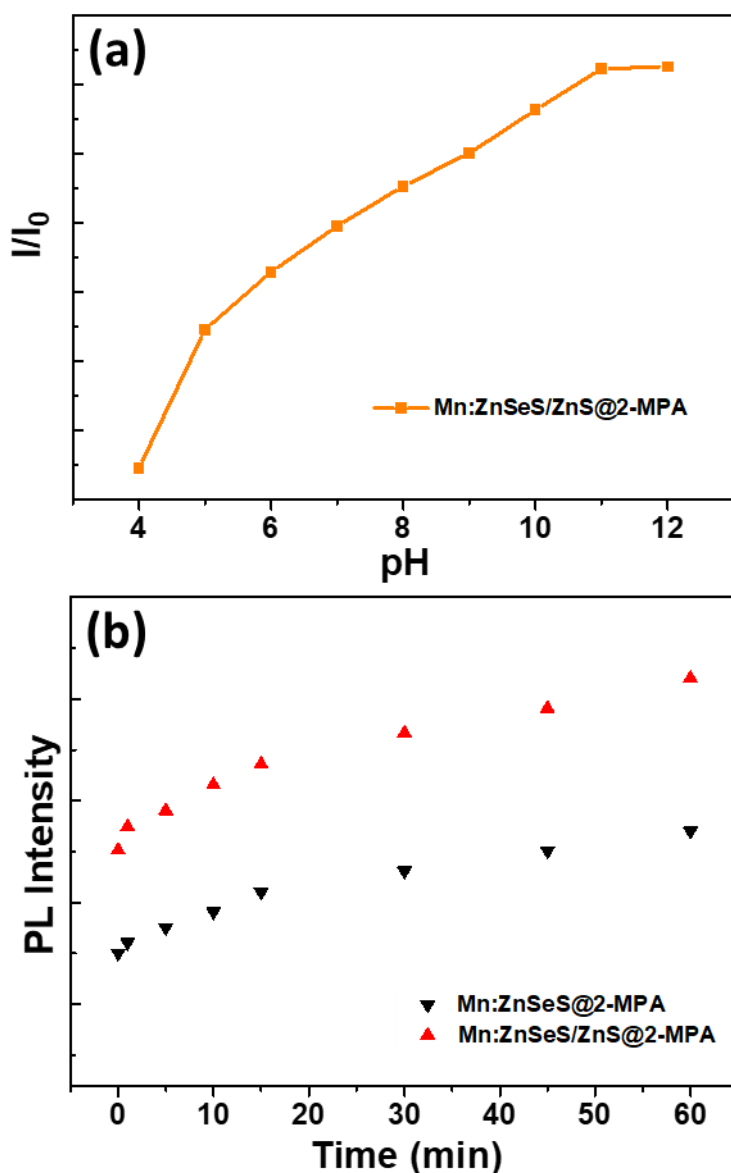 (a)
I/I₀
Mn:ZnSeS/ZnS@2-MPA
4 6 8 10 12
pH
(b)
PL Intensity
Mn:ZnSeS@2-MPA
Mn:ZnSeS/ZnS@2-MPA
0 10 20 30 40 50 60
Time (min)